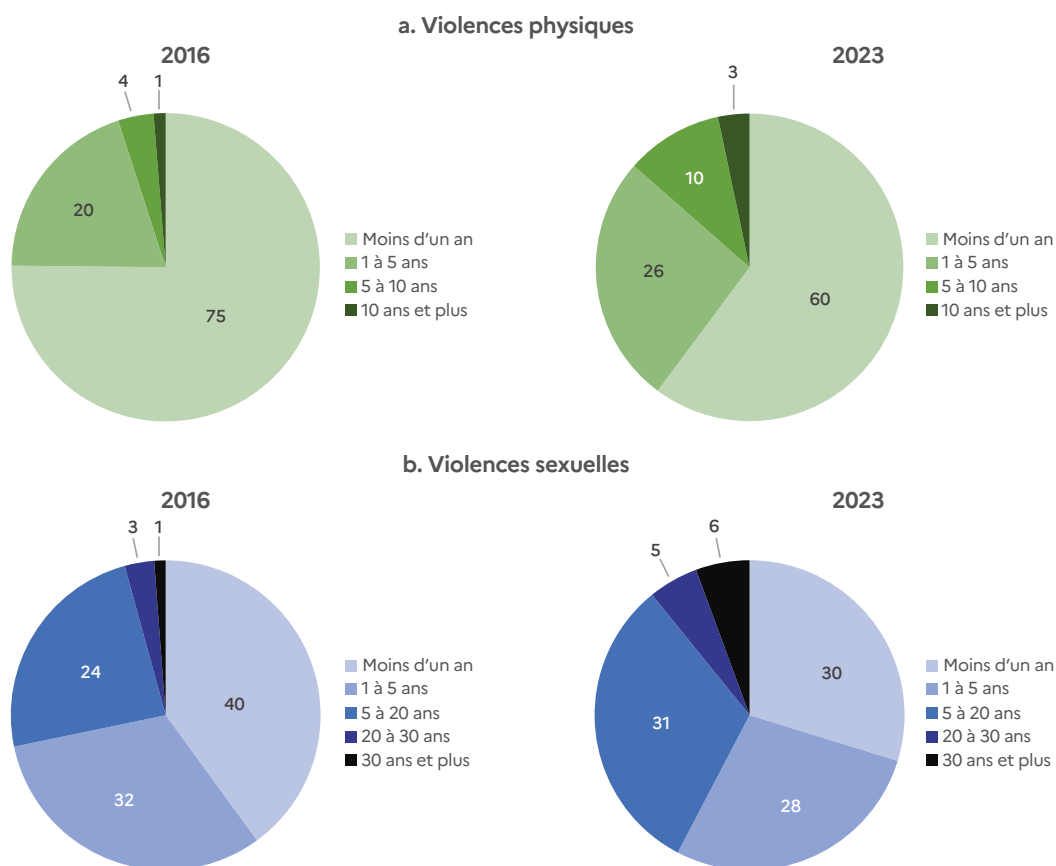 a. Violences physiques
2016
4
1
20
75
Moins d'un an
1 à 5 ans
5 à 10 ans
10 ans et plus
2023
3
10
26
60
Moins d'un an
1 à 5 ans
5 à 10 ans
10 ans et plus
b. Violences sexuelles
2016
3
1
24
40
32
Moins d'un an
1 à 5 ans
5 à 20 ans
20 à 30 ans
30 ans et plus
2023
6
5
30
31
28
Moins d'un an
1 à 5 ans
5 à 20 ans
20 à 30 ans
30 ans et plus